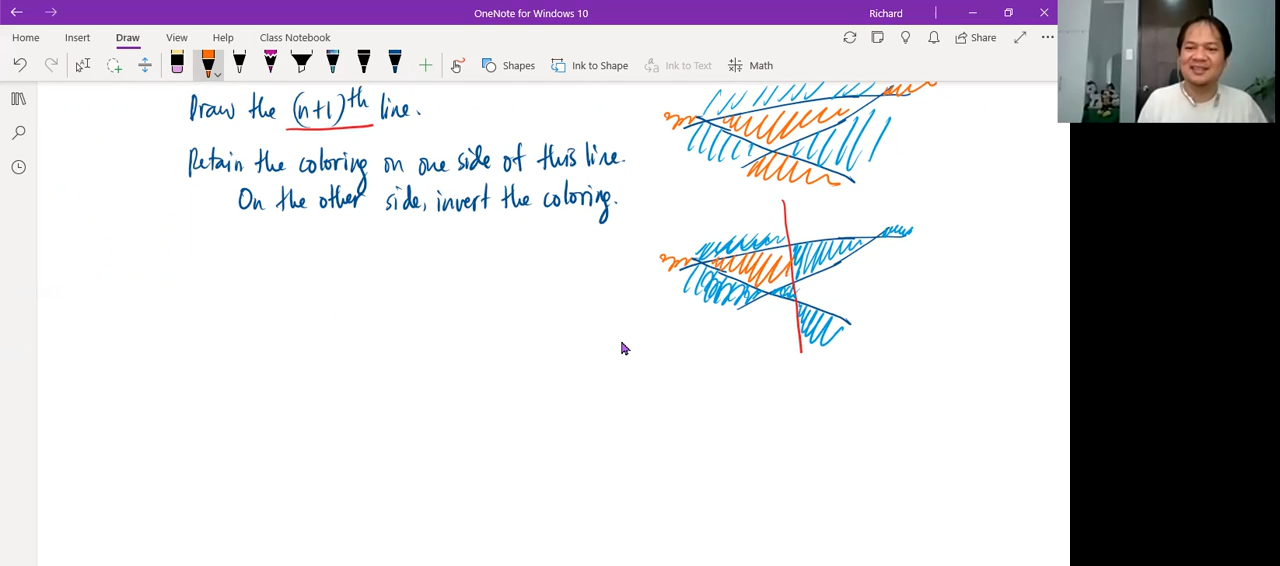 OneNote for Windows 10
Richard
Home Insert Draw View Help Class Notebook
Share
Shapes Ink to Shape Ink to Text Math
Draw the (n+1)th line.
Retain the coloring on one side of this line.
On the other side, invert the coloring.